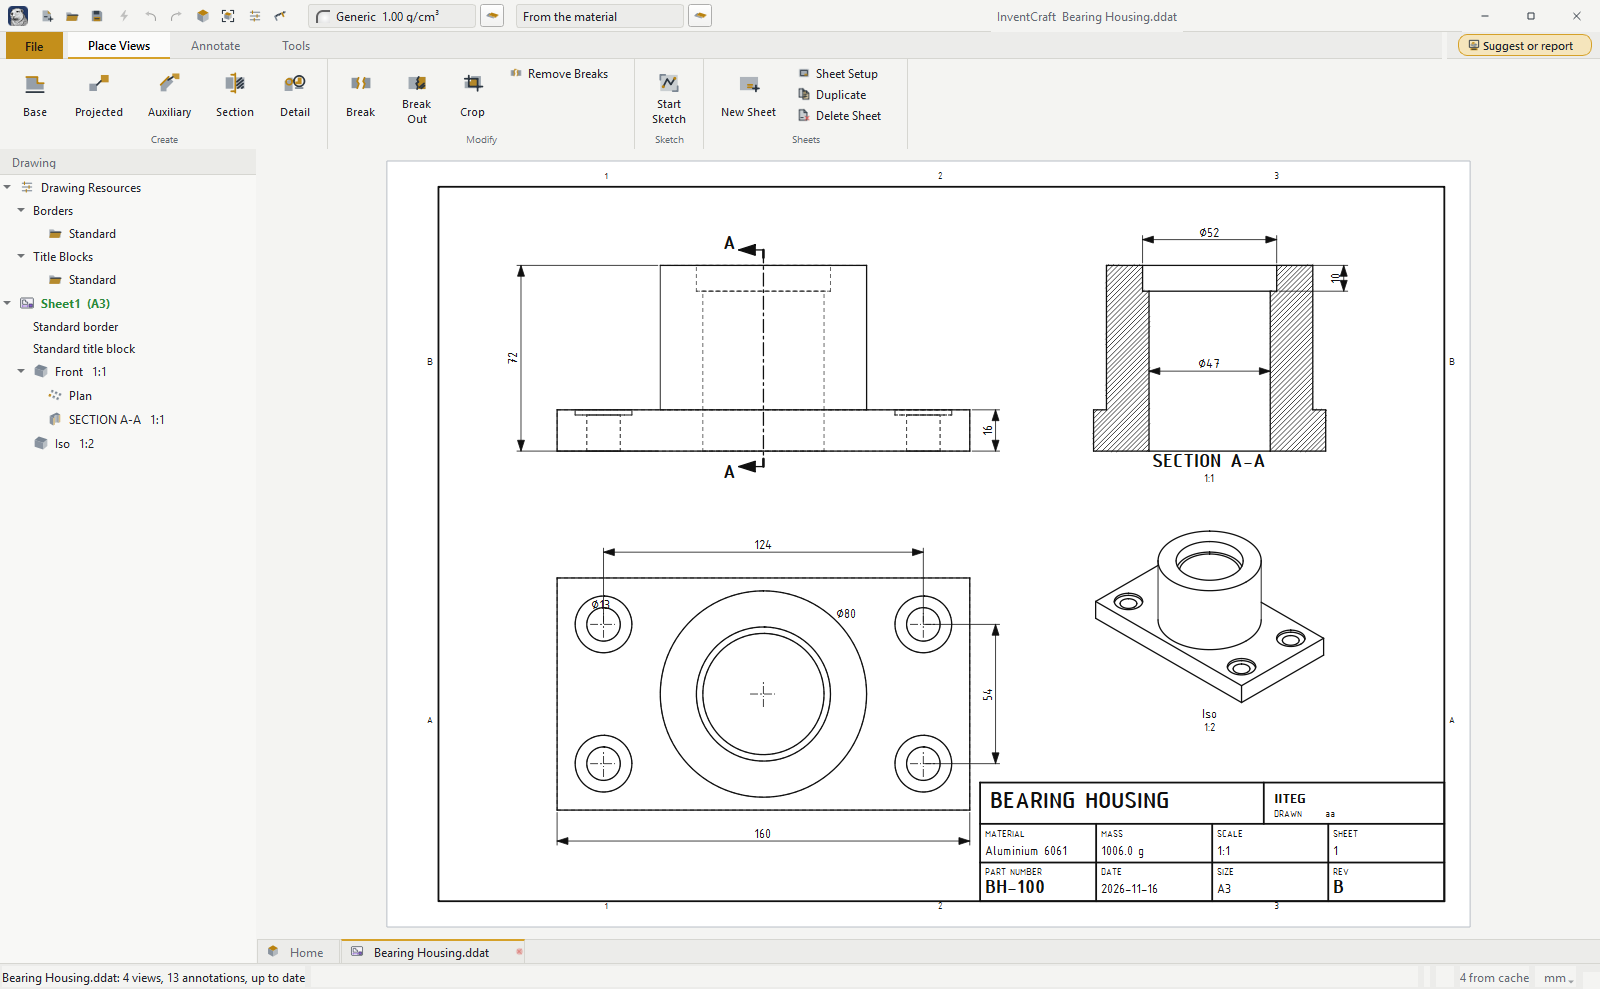 Generic 1.00 g/cm³
From the material
InventCraft Bearing Housing.ddat
File
Place Views
Annotate
Tools
Suggest or report
Base
Projected
Auxiliary
Section
Detail
Create
Break
Break Out
Crop
Remove Breaks
Modify
Start Sketch
Sketch
New Sheet
Sheet Setup
Duplicate
Delete Sheet
Sheets
Drawing
Drawing Resources
Borders
Standard
Title Blocks
Standard
Sheet1 (A3)
Standard border
Standard title block
Front 1:1
Plan
SECTION A-A 1:1
Iso 1:2
1
2
3
B
B
A
A
A
72
16
A
Ø52
10
Ø47
SECTION A-A
1:1
124
Ø13
Ø80
54
160
Iso
1:2
BEARING HOUSING
IITEG
DRAWN aa
MATERIAL
Aluminium 6061
MASS
1006.0 g
SCALE
1:1
SHEET
1
PART NUMBER
BH-100
DATE
2026-11-16
SIZE
A3
REV
B
1
2
3
Home
Bearing Housing.ddat
Bearing Housing.ddat: 4 views, 13 annotations, up to date
4 from cache
mm